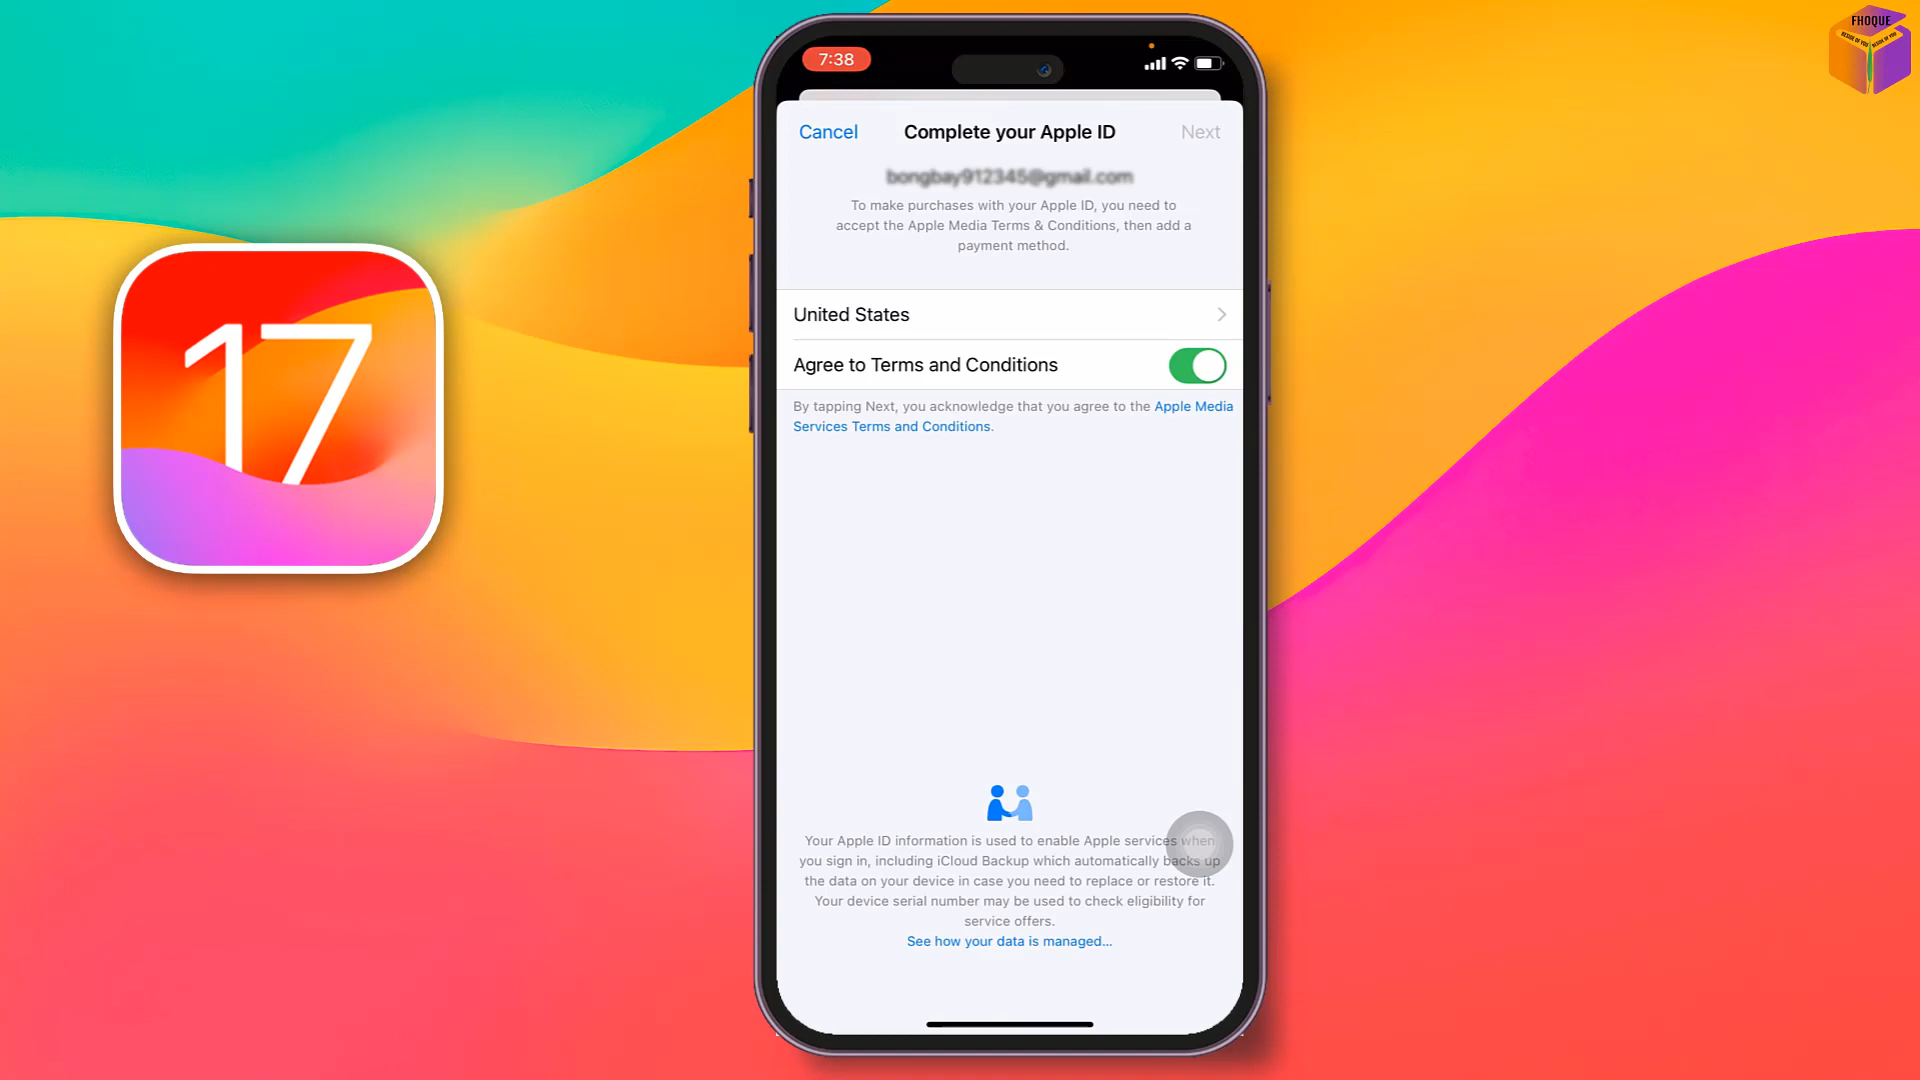 FHOQUE
7:38
Cancel
Complete your Apple ID
Next
bongbay912345@gmail.com
To make purchases with your Apple ID, you need to
accept the Apple Media Terms & Conditions, then add a
payment method.
17
United States
Agree to Terms and Conditions
By tapping Next, you acknowledge that you agree to the Apple Media
Services Terms and Conditions.
Your Apple ID information is used to enable Apple services when
you sign in, including iCloud Backup which automatically backs up
the data on your device in case you need to replace or restore it.
Your device serial number may be used to check eligibility for
service offers.
See how your data is managed...